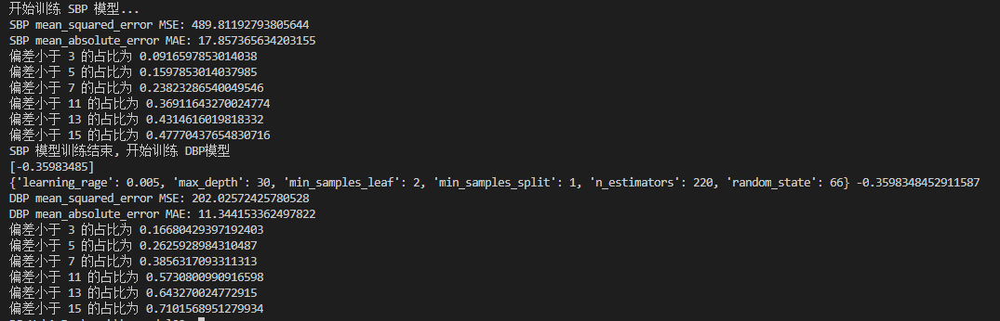 开始训练 SBP 模型...
SBP mean_squared_error MSE: 489.81192793805644
SBP mean_absolute_error MAE: 17.857365634203155
偏差小于 3 的占比为 0.0916597853014038
偏差小于 5 的占比为 0.1597853014037985
偏差小于 7 的占比为 0.23823286540049546
偏差小于 11 的占比为 0.36911643270024774
偏差小于 13 的占比为 0.4314616019818332
偏差小于 15 的占比为 0.47770437654830716
SBP 模型训练结束, 开始训练 DBP模型
[-0.35983485]
{'learning_rage': 0.005, 'max_depth': 30, 'min_samples_leaf': 2, 'min_samples_split': 1, 'n_estimators': 220, 'random_state': 66} -0.3598348452911587
DBP mean_squared_error MSE: 202.02572425780528
DBP mean_absolute_error MAE: 11.344153362497822
偏差小于 3 的占比为 0.16680429397192403
偏差小于 5 的占比为 0.2625928984310487
偏差小于 7 的占比为 0.3856317093311313
偏差小于 11 的占比为 0.5730800990916598
偏差小于 13 的占比为 0.643270024772915
偏差小于 15 的占比为 0.7101568951279934